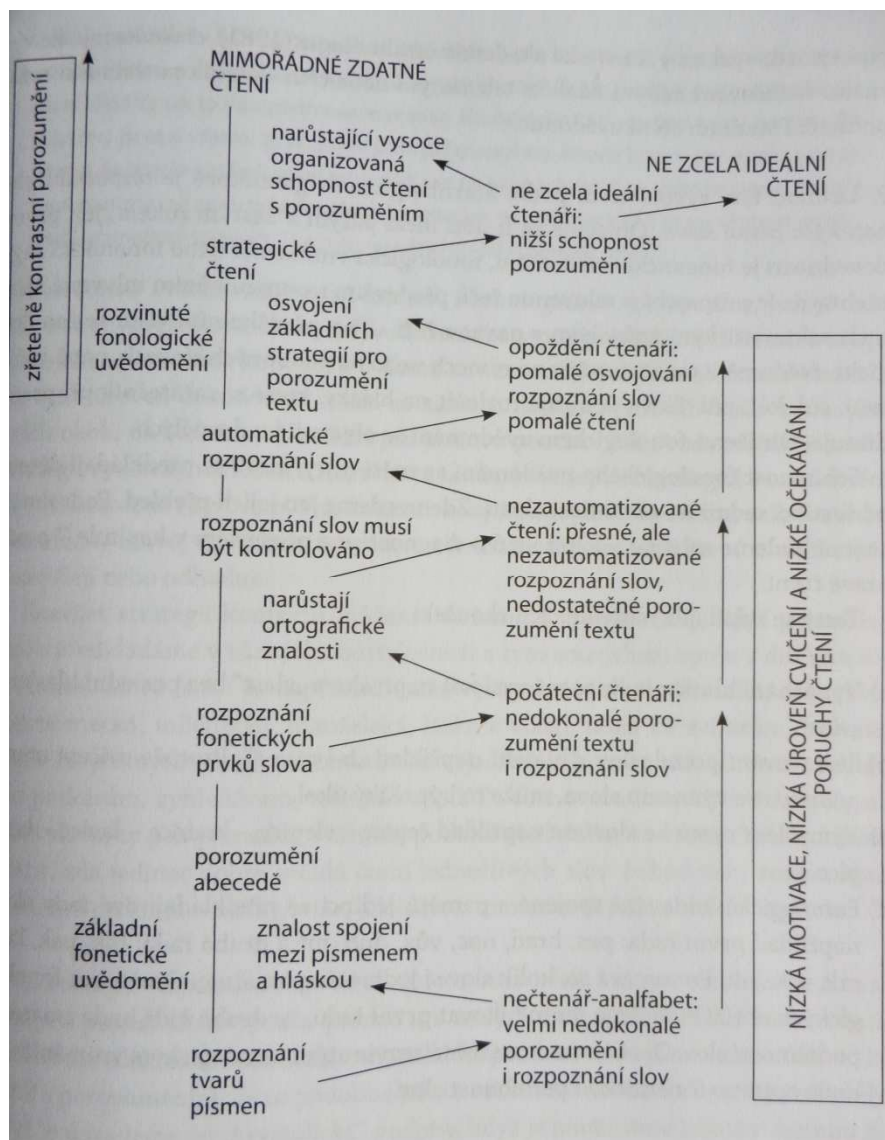 MIMOŘÁDNÉ ZDATNÉ
ČTENÍ
zřetelně kontrastní porozumění
narůstající vysoce
organizovaná
schopnost čtení
s porozuměním
NE ZCELA IDEÁLNÍ
ČTENÍ
ne zcela ideální
čtenáři:
nižší schopnost
porozumění
strategické
čtení
rozvinuté
fonologické
uvědomění
osvojení
základních
strategií pro
porozumění
textu
opoždění čtenáři:
pomalé osvojování
rozpoznání slov
pomalé čtení
automatické
rozpoznání slov
nezautomatizované
čtení: přesné, ale
nezautomatizované
rozpoznání slov,
nedostatečné poro-
zumění textu
rozpoznání slov musí
být kontrolováno
narůstají
ortografické
znalosti
počáteční čtenáři:
nedokonalé poro-
zumění textu
i rozpoznání slov
rozpoznání
fonetických
prvků slova
porozumění
abecedě
základní
fonetické
uvědomění
znalost spojení
mezi písmenem
a hláskou
nečtenář-analfabet:
velmi nedokonalé
porozumění
i rozpoznání slov
rozpoznání
tvarů
písmen
NÍZKÁ MOTIVACE, NÍZKÁ ÚROVEŇ CVIČENÍ A NÍZKÉ OČEKÁVÁNÍ
PORUCHY ČTENÍ